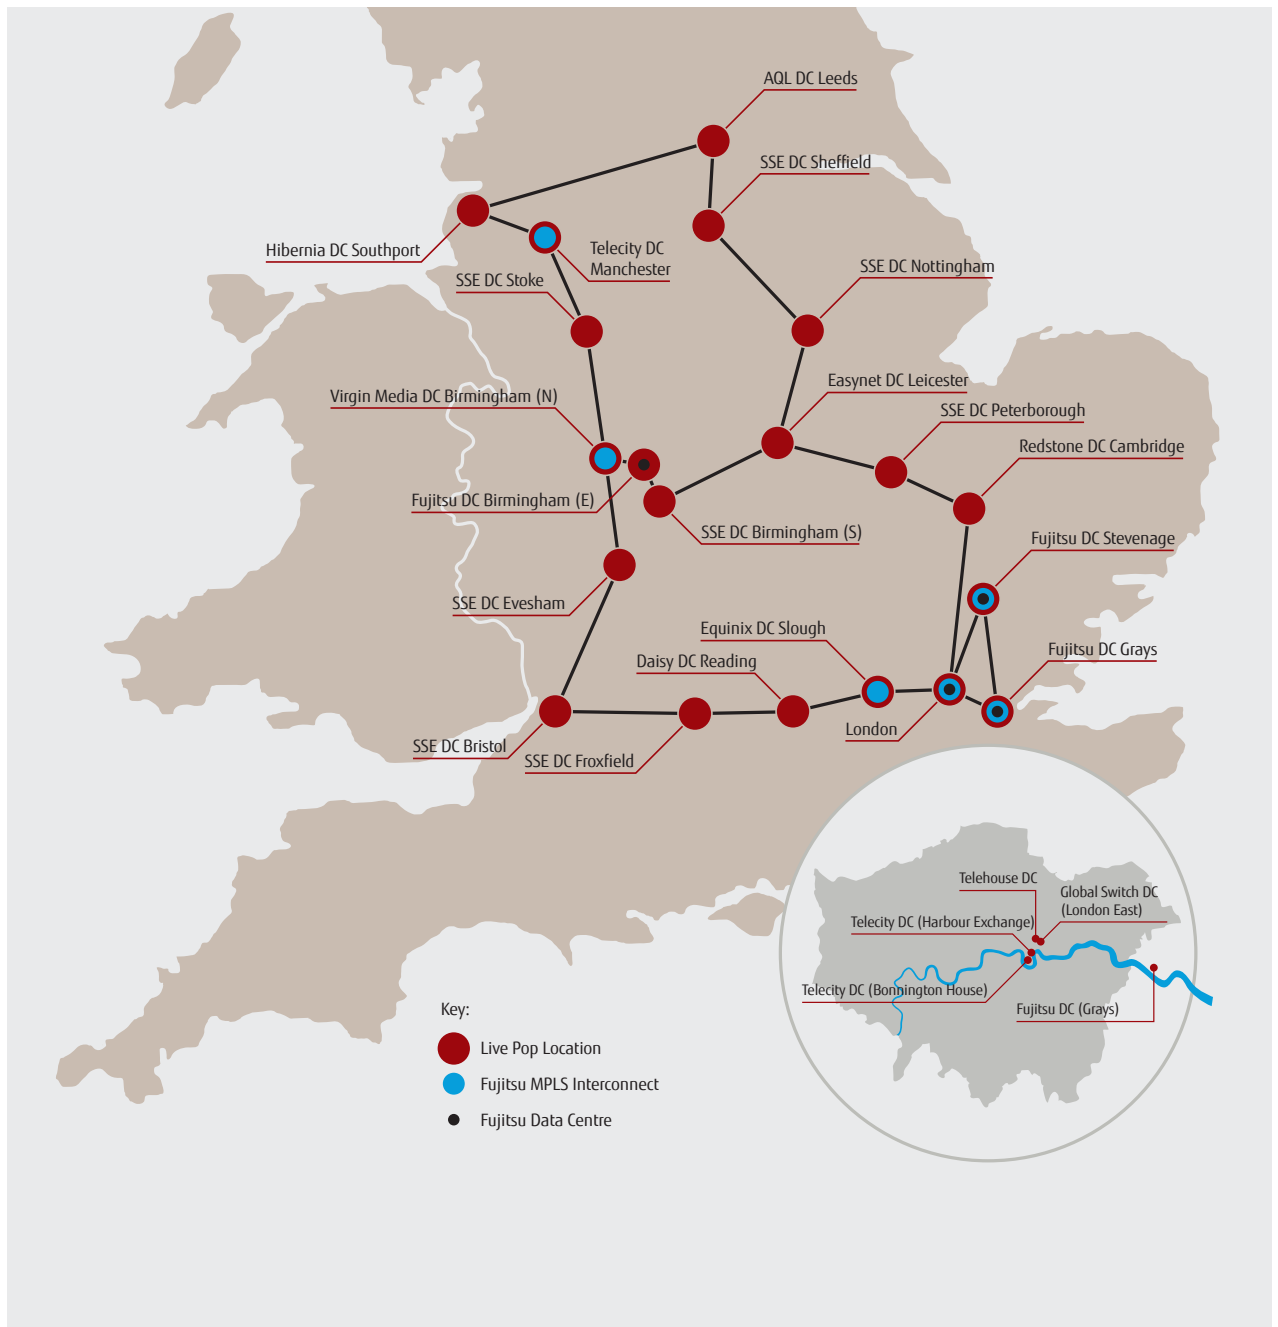 AQL DC Leeds
SSE DC Sheffield
Hibernia DC Southport
Telecity DC
Manchester
SSE DC Nottingham
SSE DC Stoke
Easynet DC Leicester
Virgin Media DC Birmingham (N)
SSE DC Peterborough
Redstone DC Cambridge
Fujitsu DC Birmingham (E)
SSE DC Birmingham (S)
Fujitsu DC Stevenage
SSE DC Evesham
Equinix DC Slough
Fujitsu DC Grays
Daisy DC Reading
London
SSE DC Bristol
SSE DC Froxfield
Telehouse DC
Global Switch DC
(London East)
Telecity DC (Harbour Exchange)
Telecity DC (Bonnington House)
Fujitsu DC (Grays)
Key:
Live Pop Location
Fujitsu MPLS Interconnect
Fujitsu Data Centre